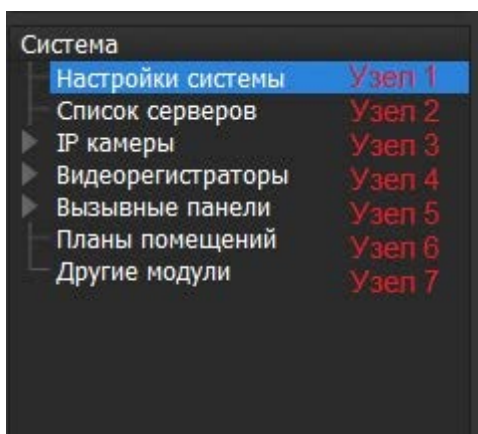 Система
Настройки системы Узел 1
Список серверов Узел 2
IP камеры Узел 3
Видеорегистраторы Узел 4
Вызывные панели Узел 5
Планы помещений Узел 6
Другие модули Узел 7